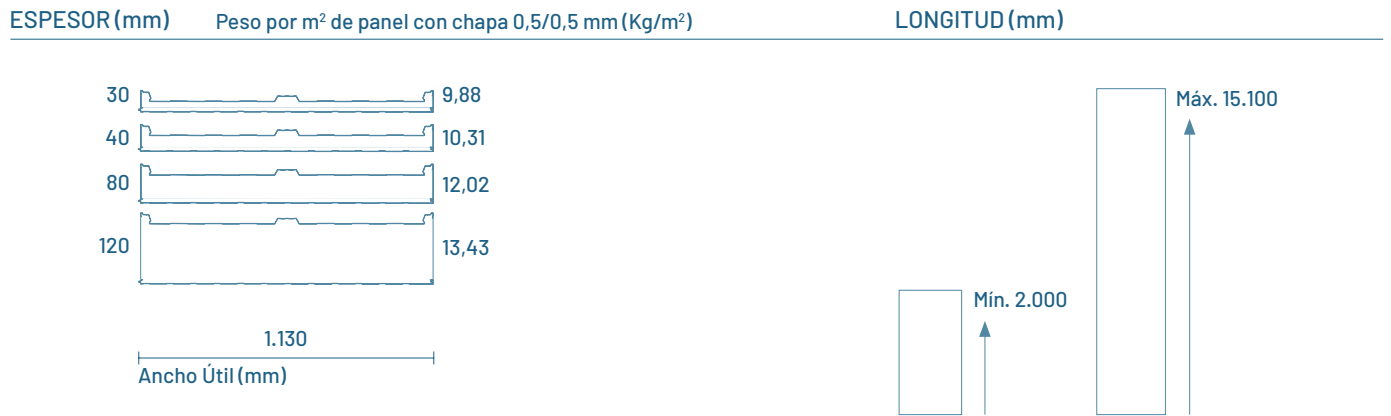 ESPESOR (mm) Peso por m² de panel con chapa 0,5/0,5 mm (Kg/m²) LONGITUD (mm)
30 9,88
40 10,31
80 12,02
120 13,43
1.130
Ancho Útil (mm)
Mín. 2.000
Máx. 15.100